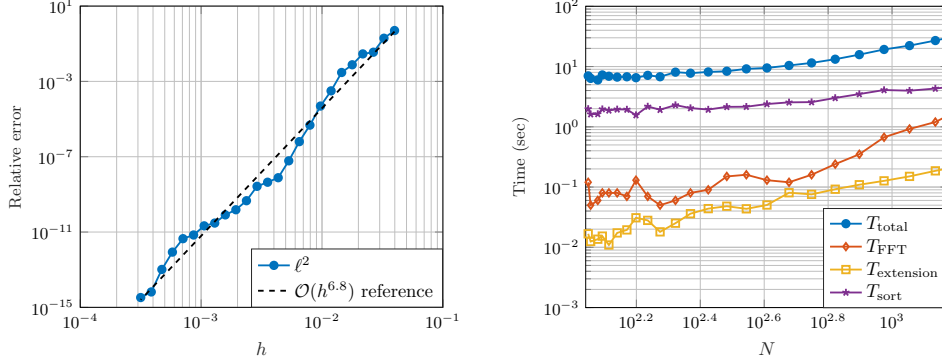 10^1
10^−3
10^−7
10^−11
10^−15
Relative error
10^−4
10^−3
10^−2
10^−1
h
ℓ^2
𝒪(h^{6.8}) reference
10^2
10^1
10^0
10^−1
10^−2
10^−3
Time (sec)
10^2.2
10^2.4
10^2.6
10^2.8
10^3
N
T_total
T_FFT
T_extension
T_sort